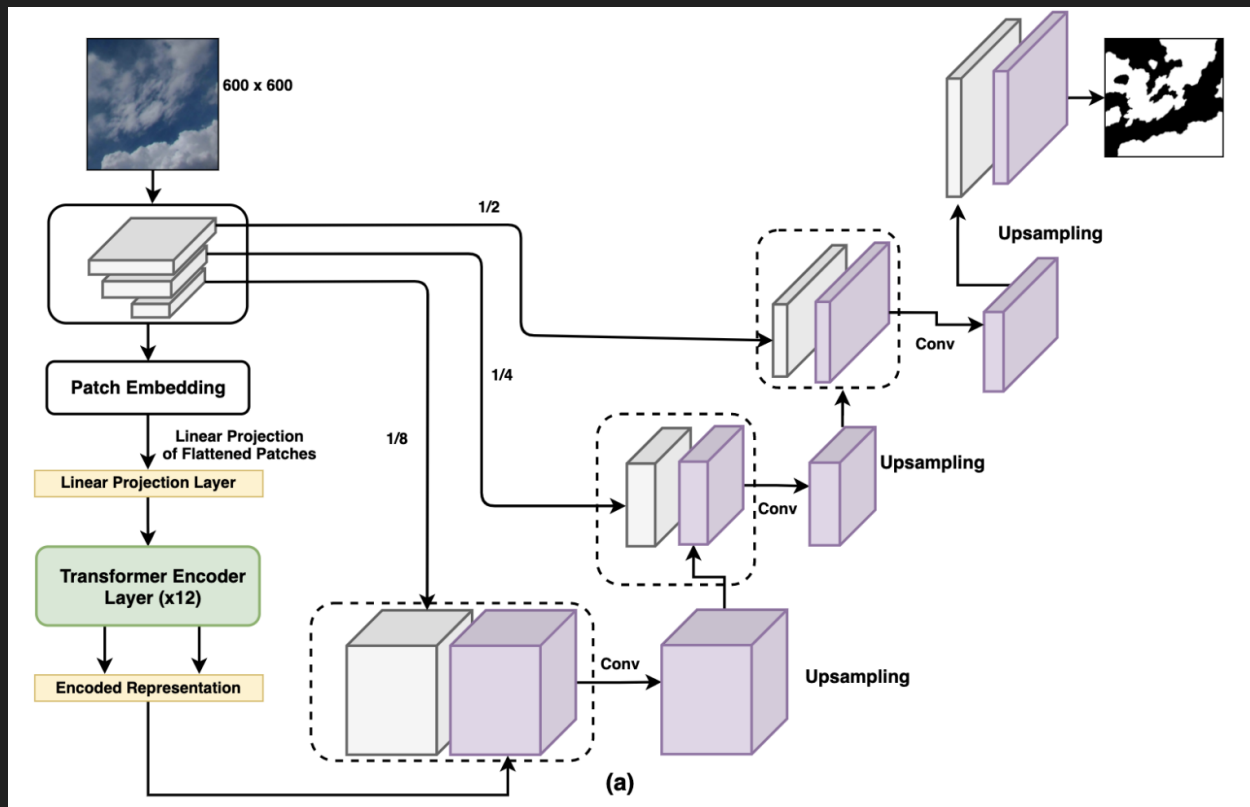 600 x 600
1/2
Upsampling
Conv
1/4
Patch Embedding
1/8
Linear Projection
of Flattened Patches
Linear Projection Layer
Upsampling
Conv
Transformer Encoder
Layer (x12)
Encoded Representation
Conv
Upsampling
(a)